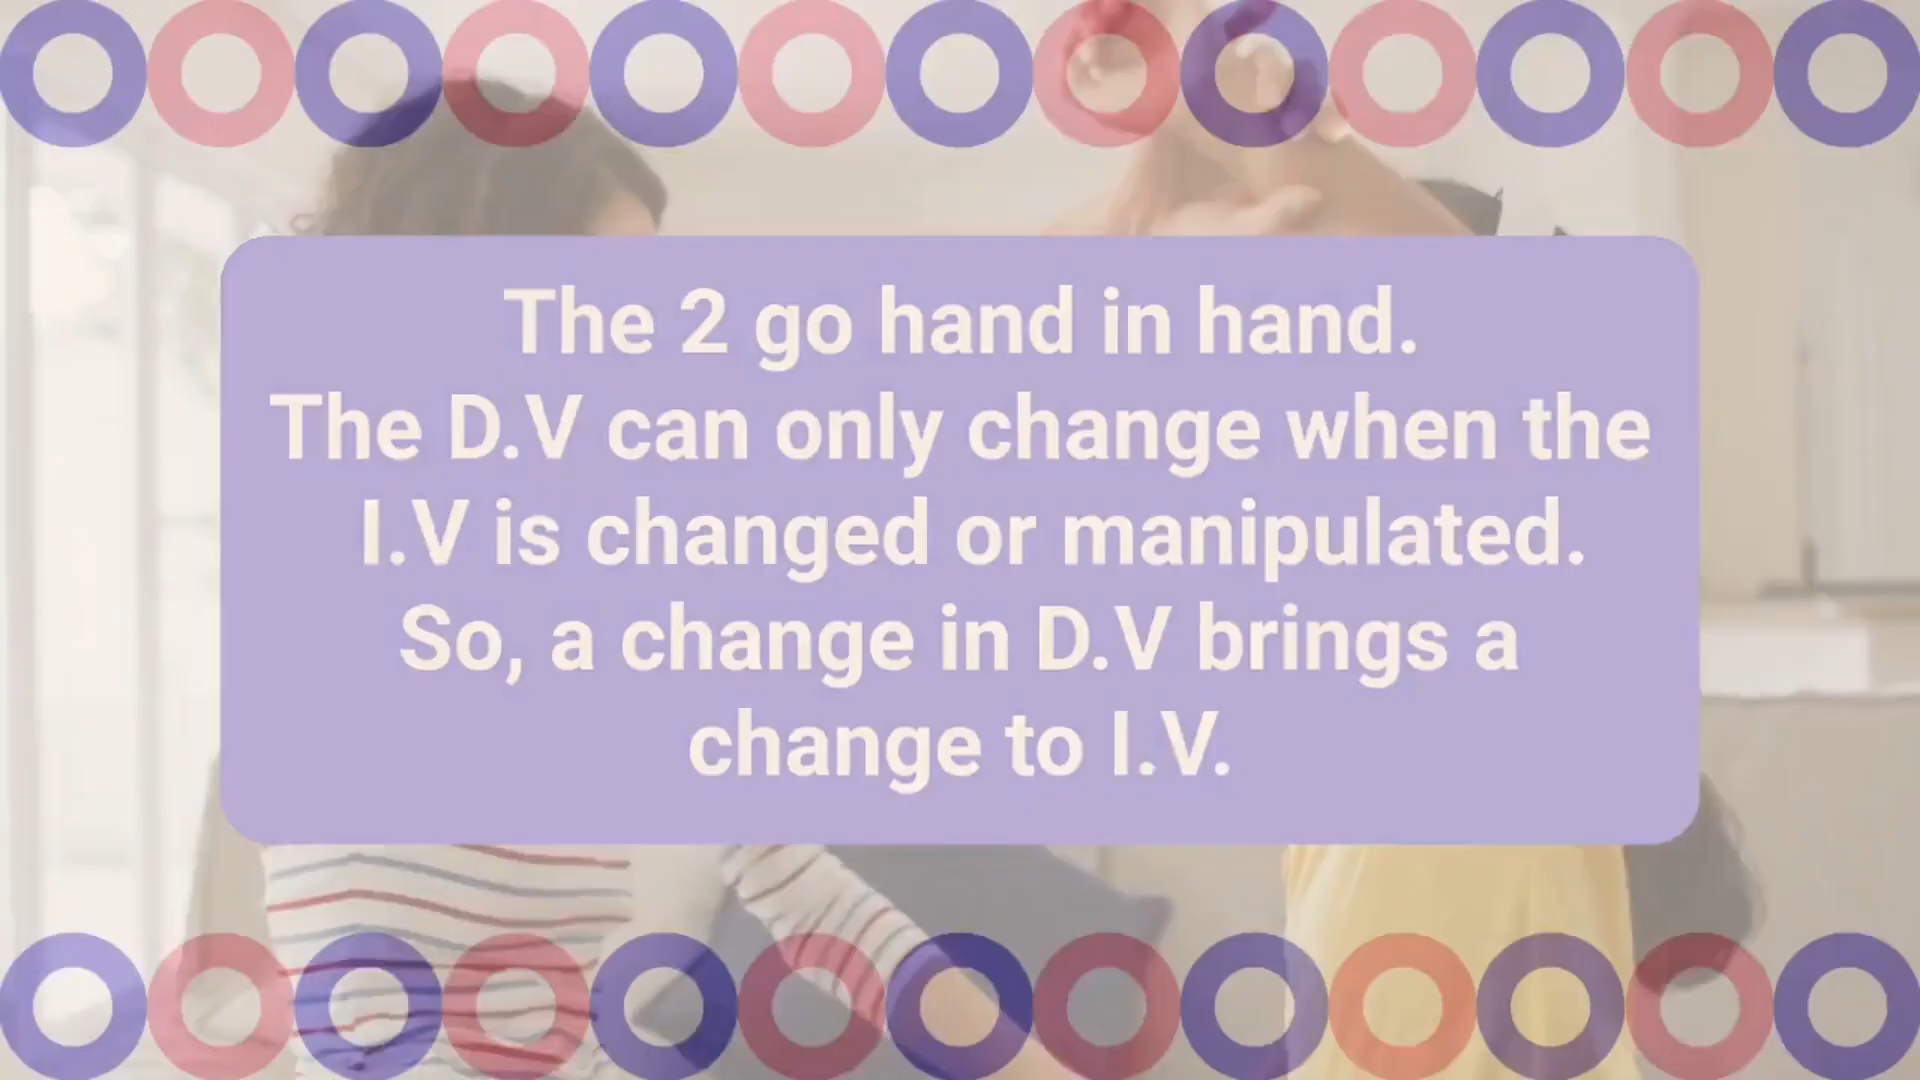 The 2 go hand in hand.
The D.V can only change when the
I.V is changed or manipulated.
So, a change in D.V brings a
change to I.V.